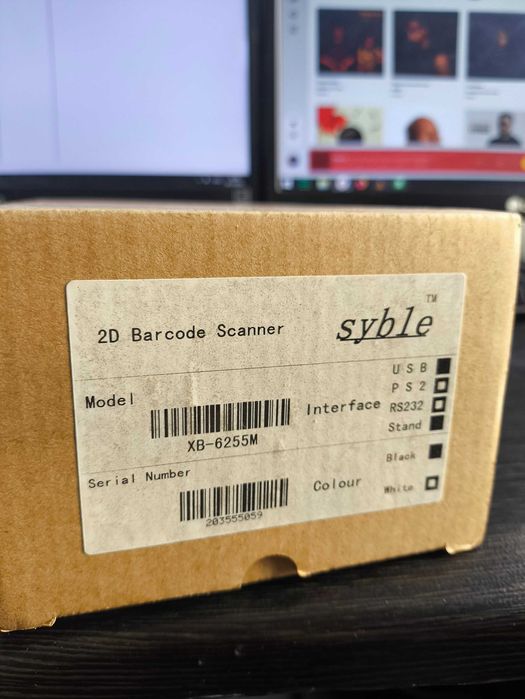 2D Barcode Scanner
syble™
Model
XB-6255M
Interface
USB
PS2
RS232
Stand
Serial Number
203555059
Colour
Black
White